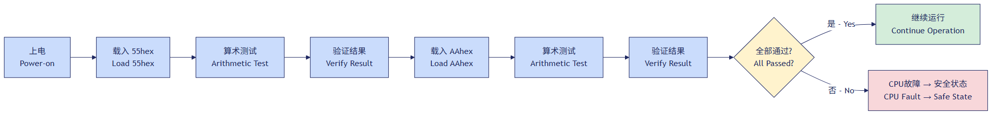 上电
Power-on
载入 55hex
Load 55hex
算术测试
Arithmetic Test
验证结果
Verify Result
载入 AAhex
Load AAhex
算术测试
Arithmetic Test
验证结果
Verify Result
全部通过?
All Passed?
是 - Yes
继续运行
Continue Operation
否 - No
CPU故障 → 安全状态
CPU Fault → Safe State